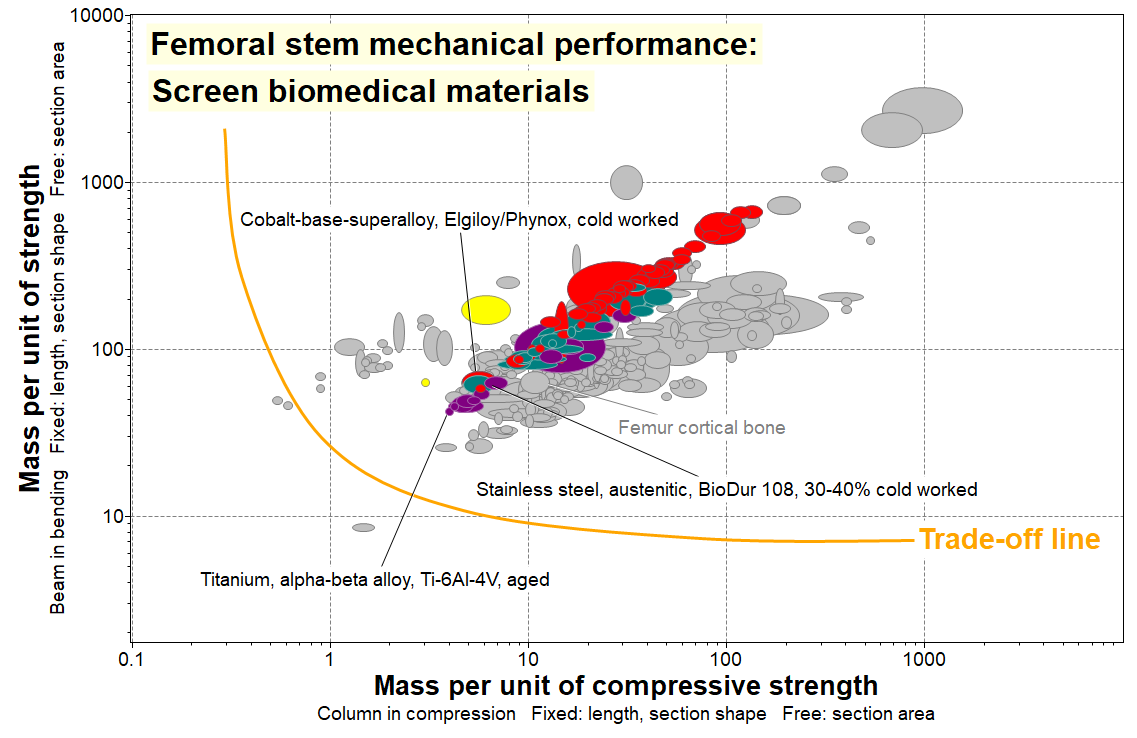 10000
1000
100
10
Femoral stem mechanical performance:
Screen biomedical materials
Mass per unit of strength
Beam in bending Fixed: length, section shape Free: section area
Cobalt-base-superalloy, Elgiloy/Phynox, cold worked
Femur cortical bone
Stainless steel, austenitic, BioDur 108, 30-40% cold worked
Trade-off line
Titanium, alpha-beta alloy, Ti-6Al-4V, aged
0.1 1 10 100 1000
Mass per unit of compressive strength
Column in compression Fixed: length, section shape Free: section area